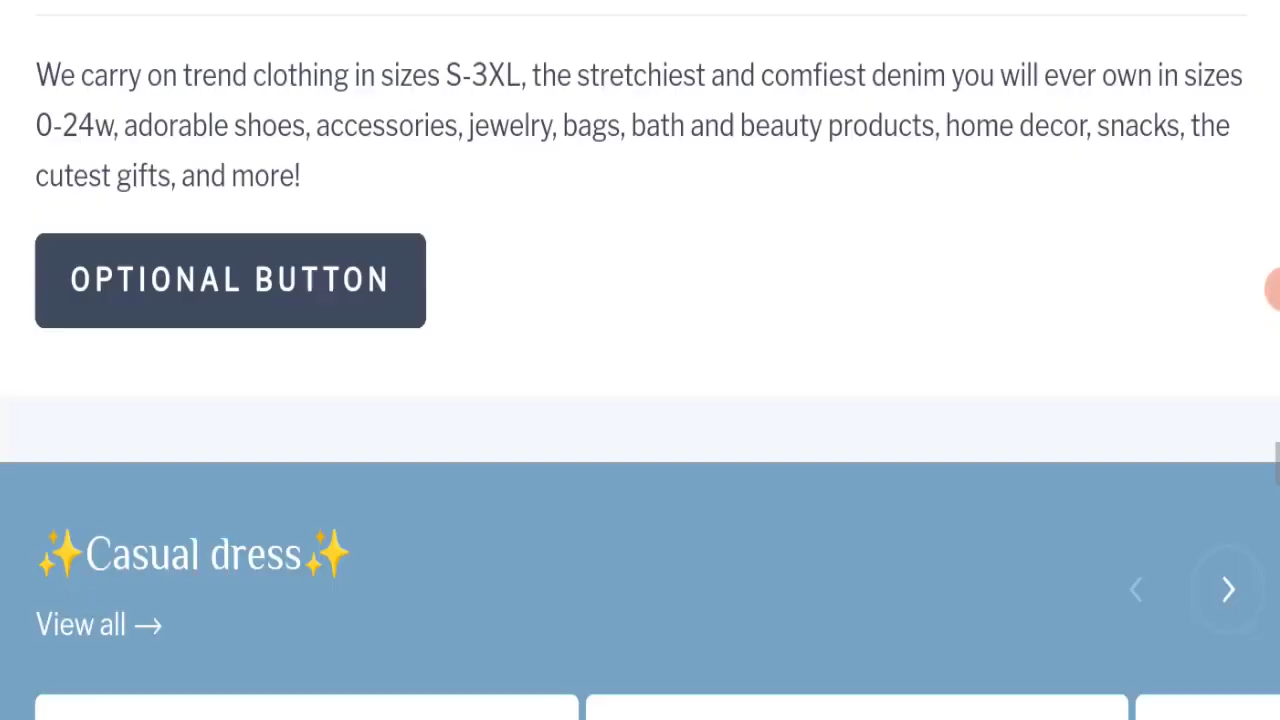 We carry on trend clothing in sizes S-3XL, the stretchiest and comfiest denim you will ever own in sizes
0-24w, adorable shoes, accessories, jewelry, bags, bath and beauty products, home decor, snacks, the
cutest gifts, and more!
OPTIONAL BUTTON
✨Casual dress✨
View all →